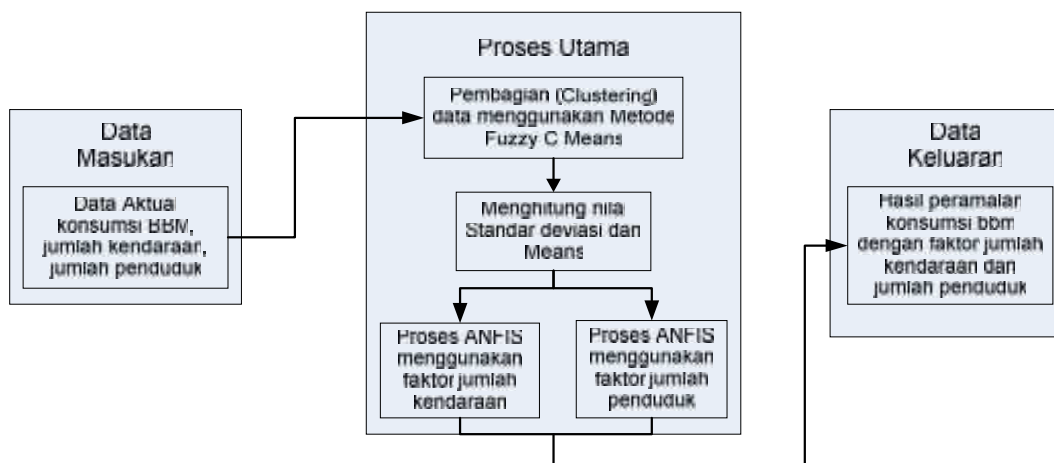 Data
Masukan
Data Aktual
konsumsi BBM,
jumlah kendaraan,
jumlah penduduk
Proses Utama
Pembagian (Clustering)
data menggunakan Metode
Fuzzy C Means
Menghitung nila
Standar deviasi dan
Means
Proses ANFIS
menggunakan
faktor jumlah
kendaraan
Proses ANFIS
menggunakan
faktor jumlah
penduduk
Data
Keluaran
Hasil peramalan
konsumsi bbm
dengan faktor jumlah
kendaraan dan
jumlah penduduk